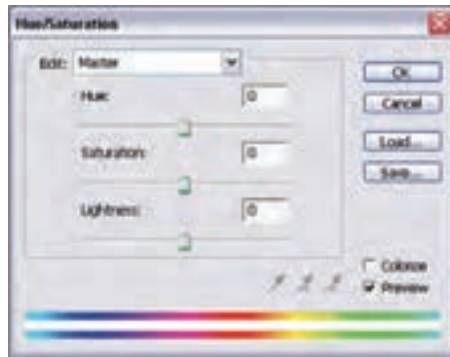 Hue/Saturation
Edit: Master
OK
Hue: 0
Cancel
Saturation: 0
Load...
Save...
Lightness: 0
Colorize
Preview